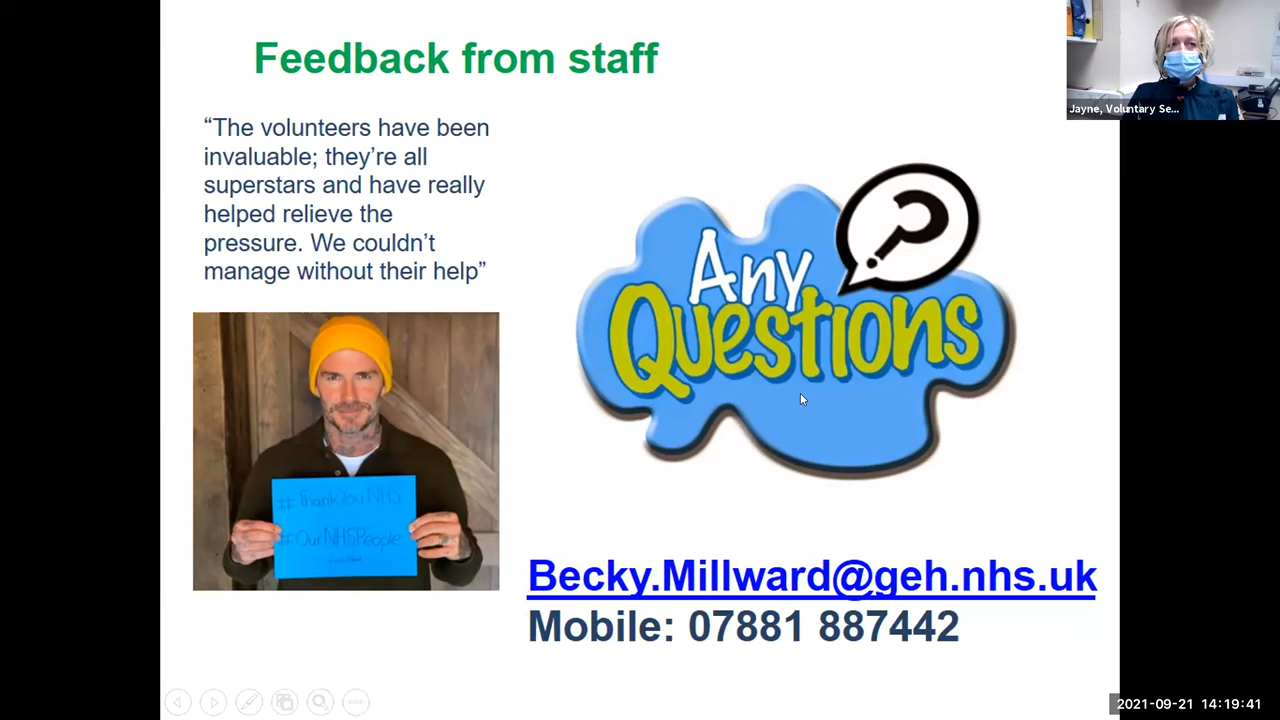 Feedback from staff
“The volunteers have been
invaluable; they’re all
superstars and have really
helped relieve the
pressure. We couldn’t
manage without their help”
Any
Questions
?
#ThankYouNHS
#OurNHSPeople
Becky.Millward@geh.nhs.uk
Mobile: 07881 887442
Jayne, Voluntary Se...
2021-09-21 14:19:41